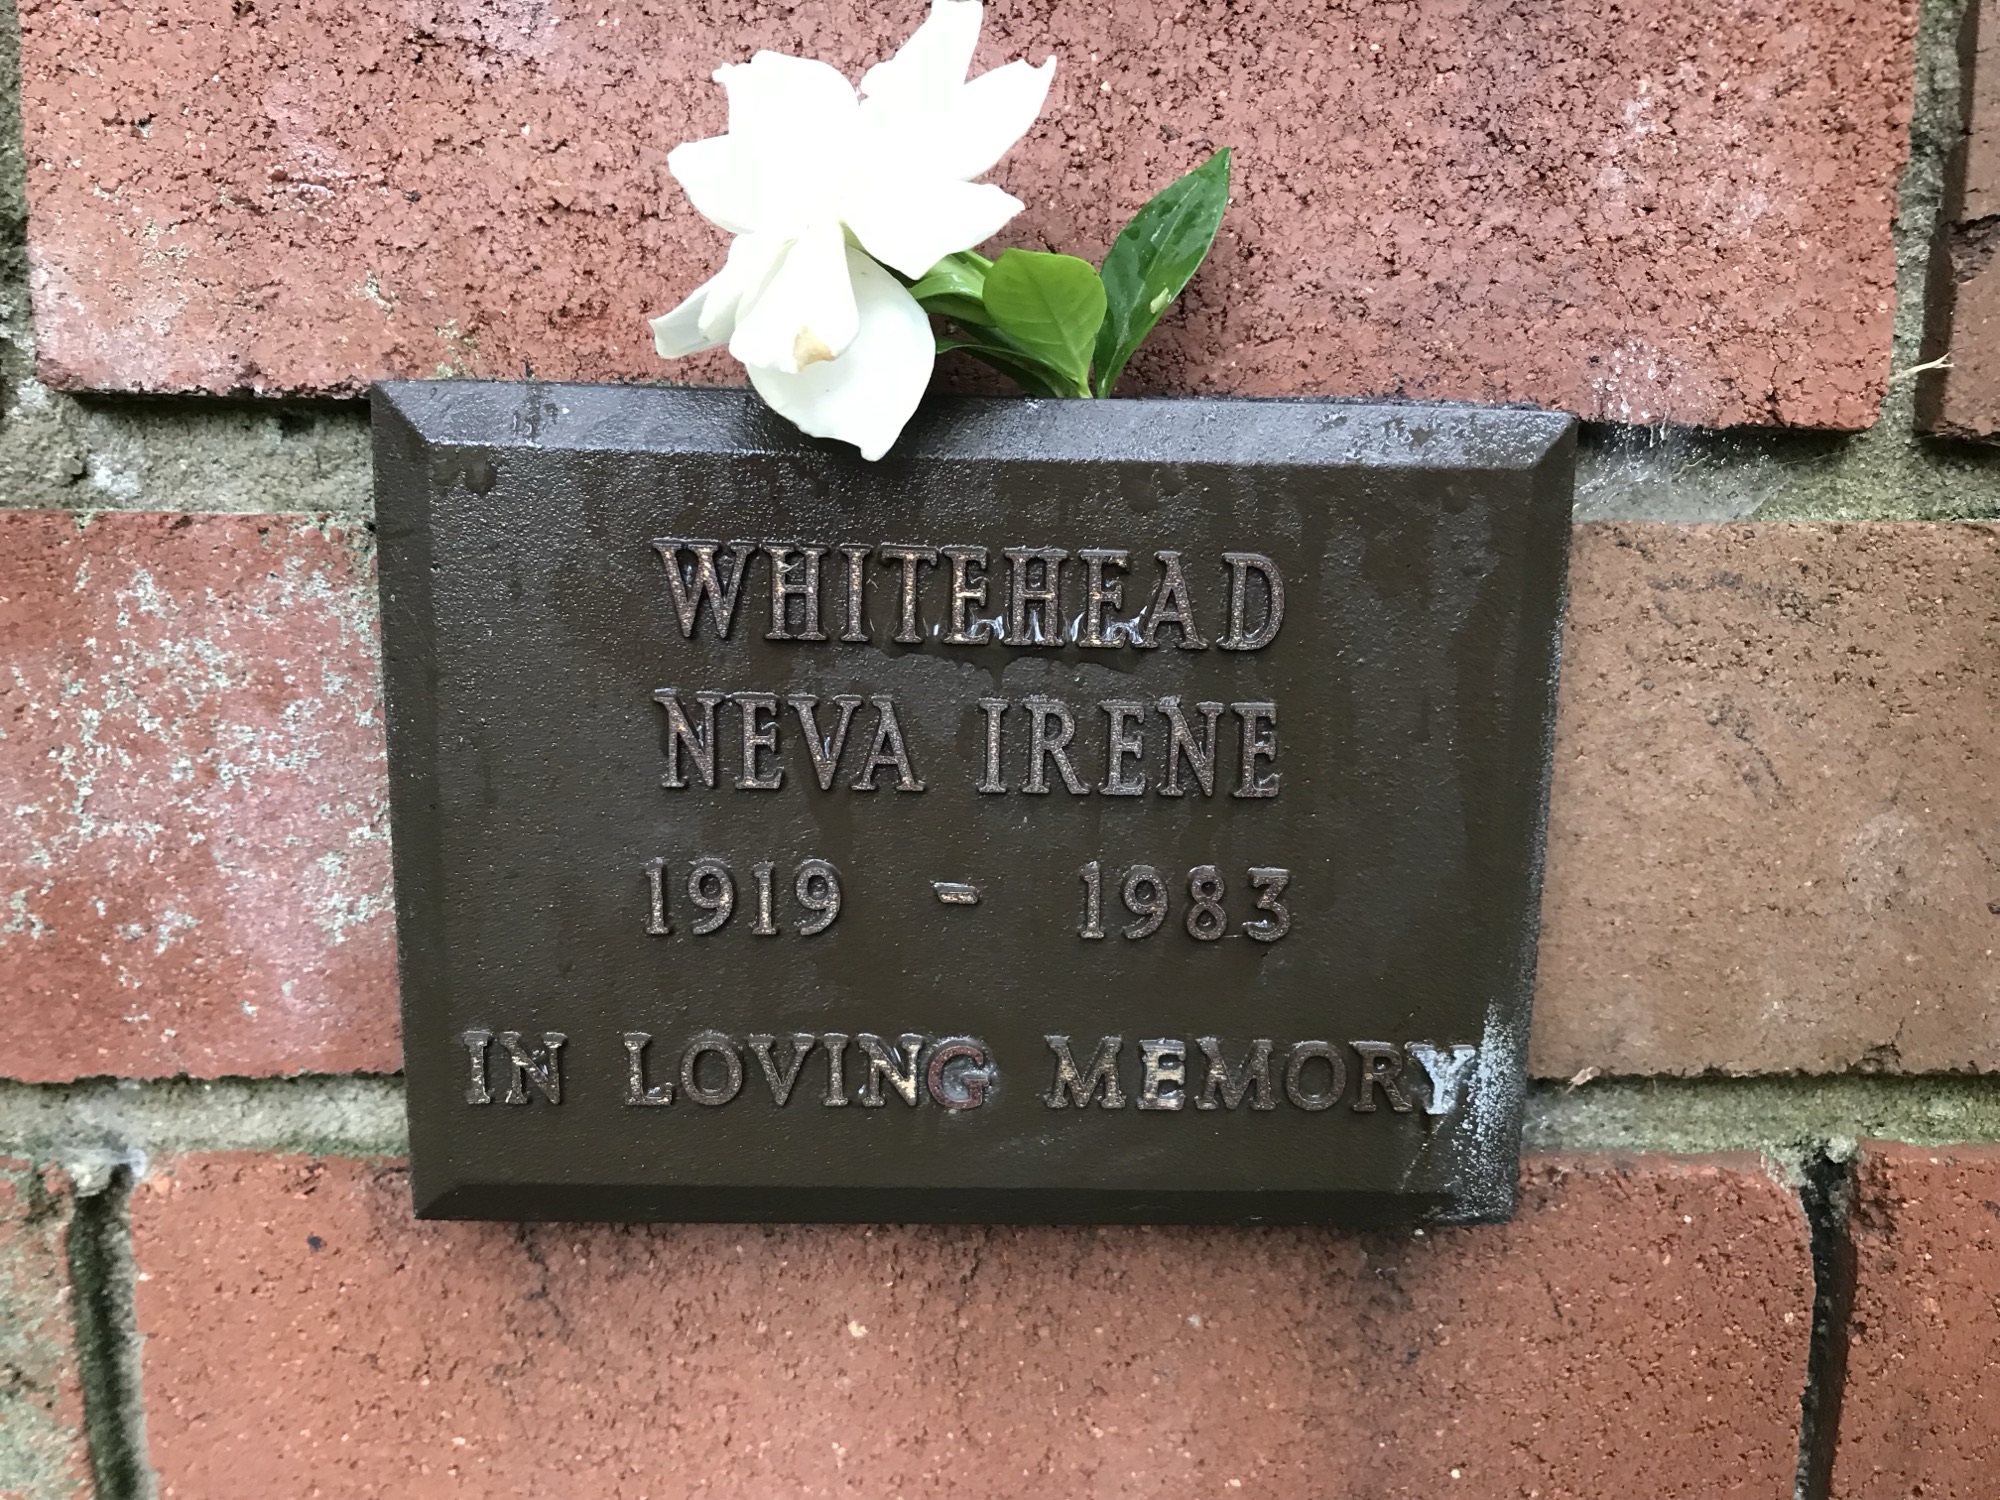 WHITEHEAD
NEVA IRENE
1919 - 1983
IN LOVING MEMORY